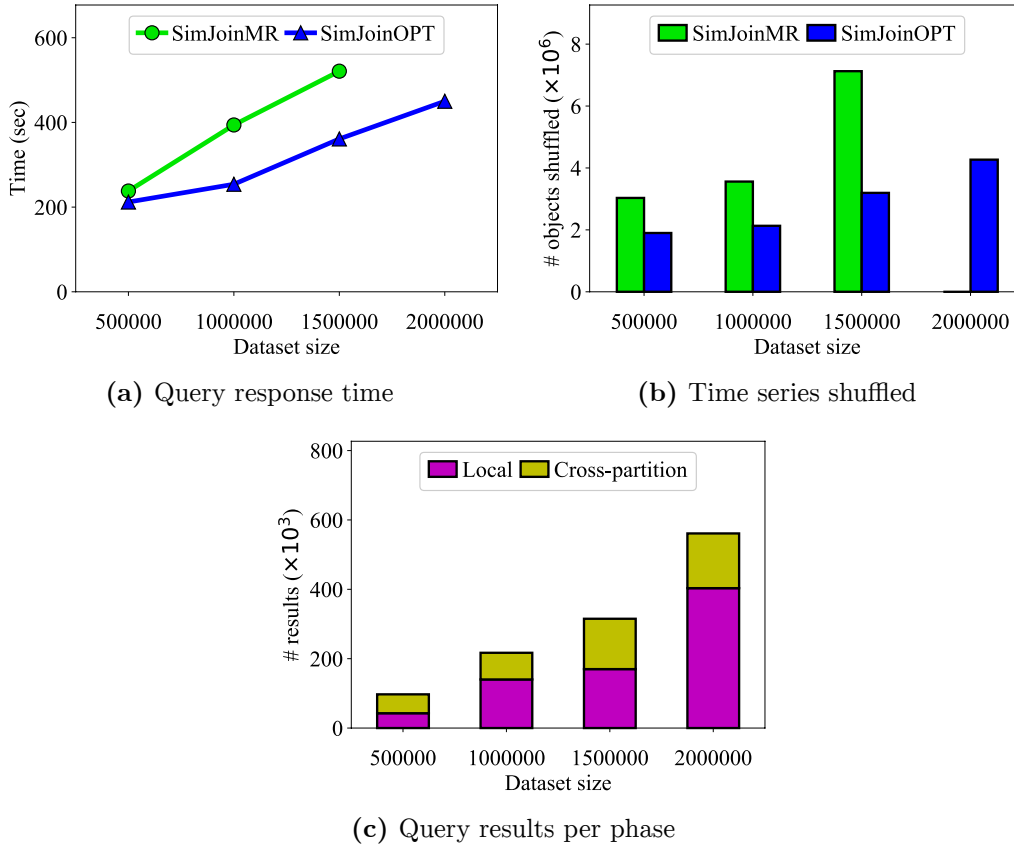 SimJoinMR SimJoinOPT
600
400
200
0
Time (sec)
500000 1000000 1500000 2000000
Dataset size
(a) Query response time
SimJoinMR SimJoinOPT
8
6
4
2
0
# objects shuffled (×10⁶)
500000 1000000 1500000 2000000
Dataset size
(b) Time series shuffled
Local Cross-partition
800
600
400
200
0
# results (×10³)
500000 1000000 1500000 2000000
Dataset size
(c) Query results per phase